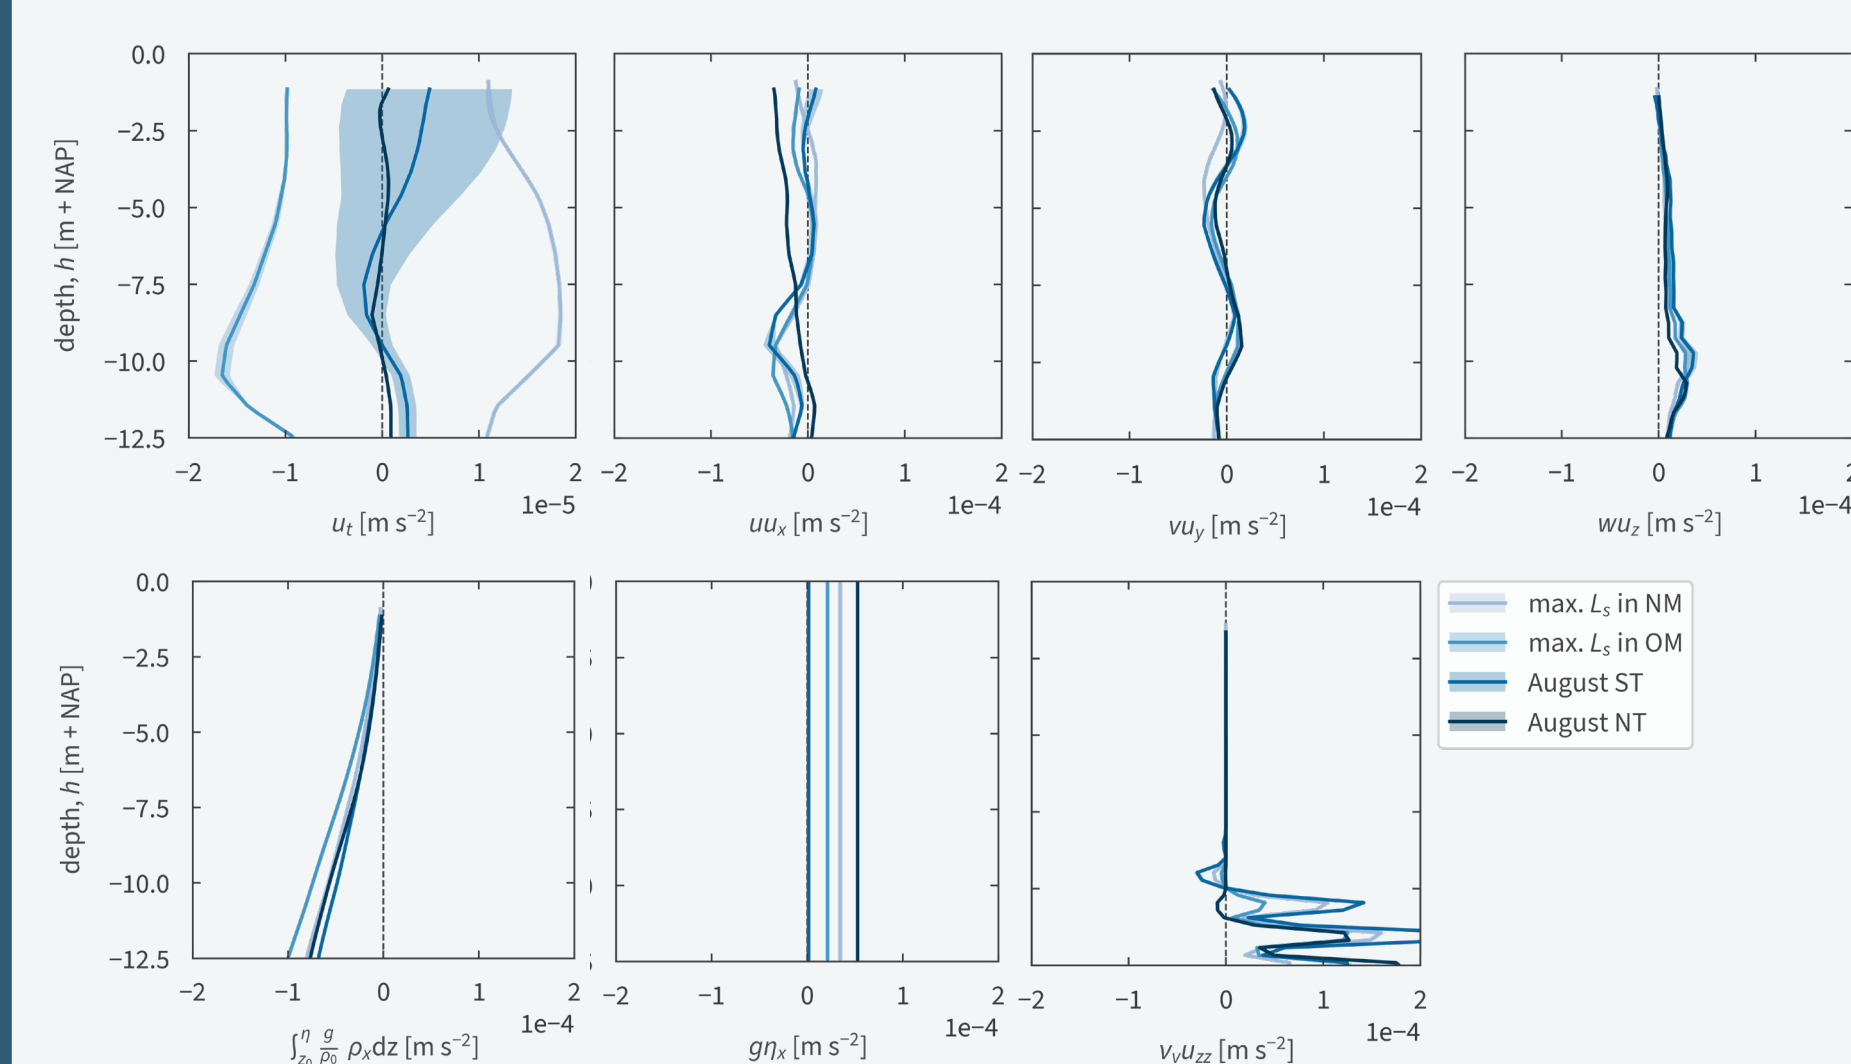 0.0
−2.5
−5.0
−7.5
−10.0
−12.5
depth, h [m + NAP]
−2 −1 0 1 2 −2 −1 0 1 2 −2 −1 0 1 2 −2 −1 0 1
1e−5 1e−4 1e−4 1e−4
u_t [m s⁻²] uu_x [m s⁻²] vu_y [m s⁻²] wu_z [m s⁻²]
0.0
−2.5
−5.0
−7.5
−10.0
−12.5
depth, h [m + NAP]
max. L_s in NM
max. L_s in OM
August ST
August NT
−2 −1 0 1 2 −2 −1 0 1 2 −2 −1 0 1 2
1e−4 1e−4 1e−4
∫_{z₀}^{η} g/ρ₀ ρ_x dz [m s⁻²] gη_x [m s⁻²] ν_v u_zz [m s⁻²]